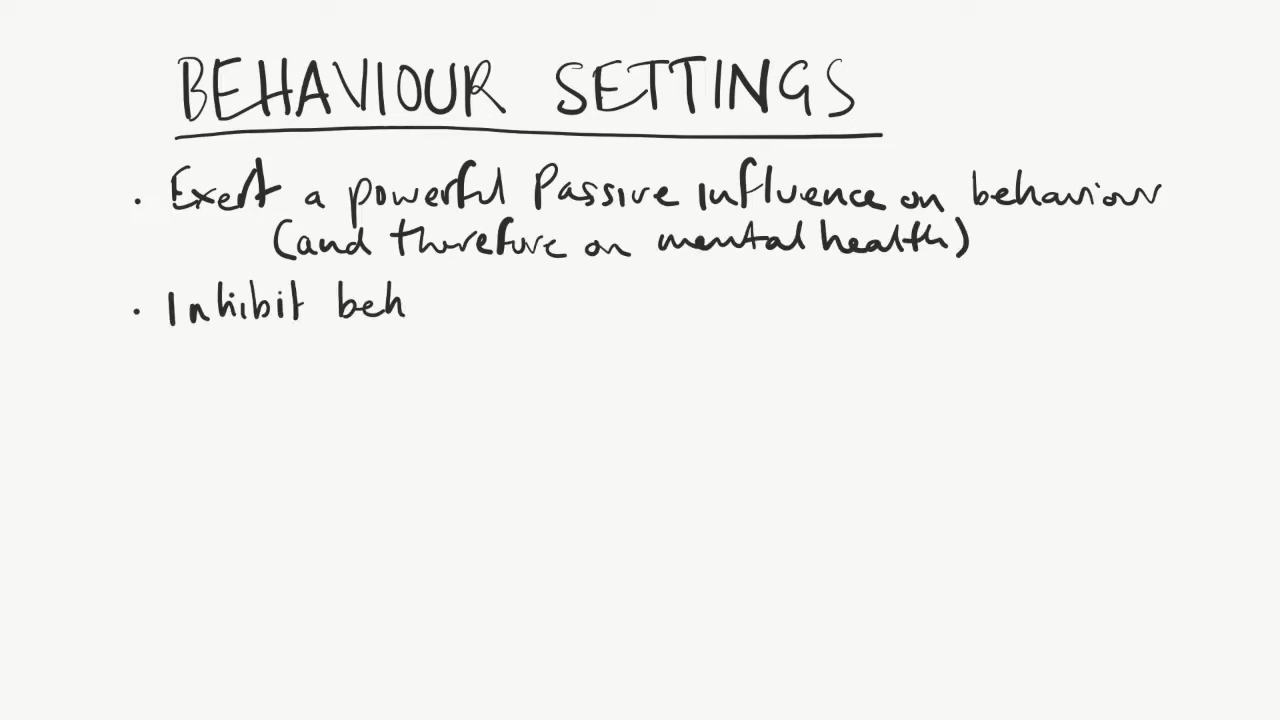 BEHAVIOUR SETTINGS
. Exert a powerful Passive influence on behaviour
(and therefore on mental health)
. Inhibit beh